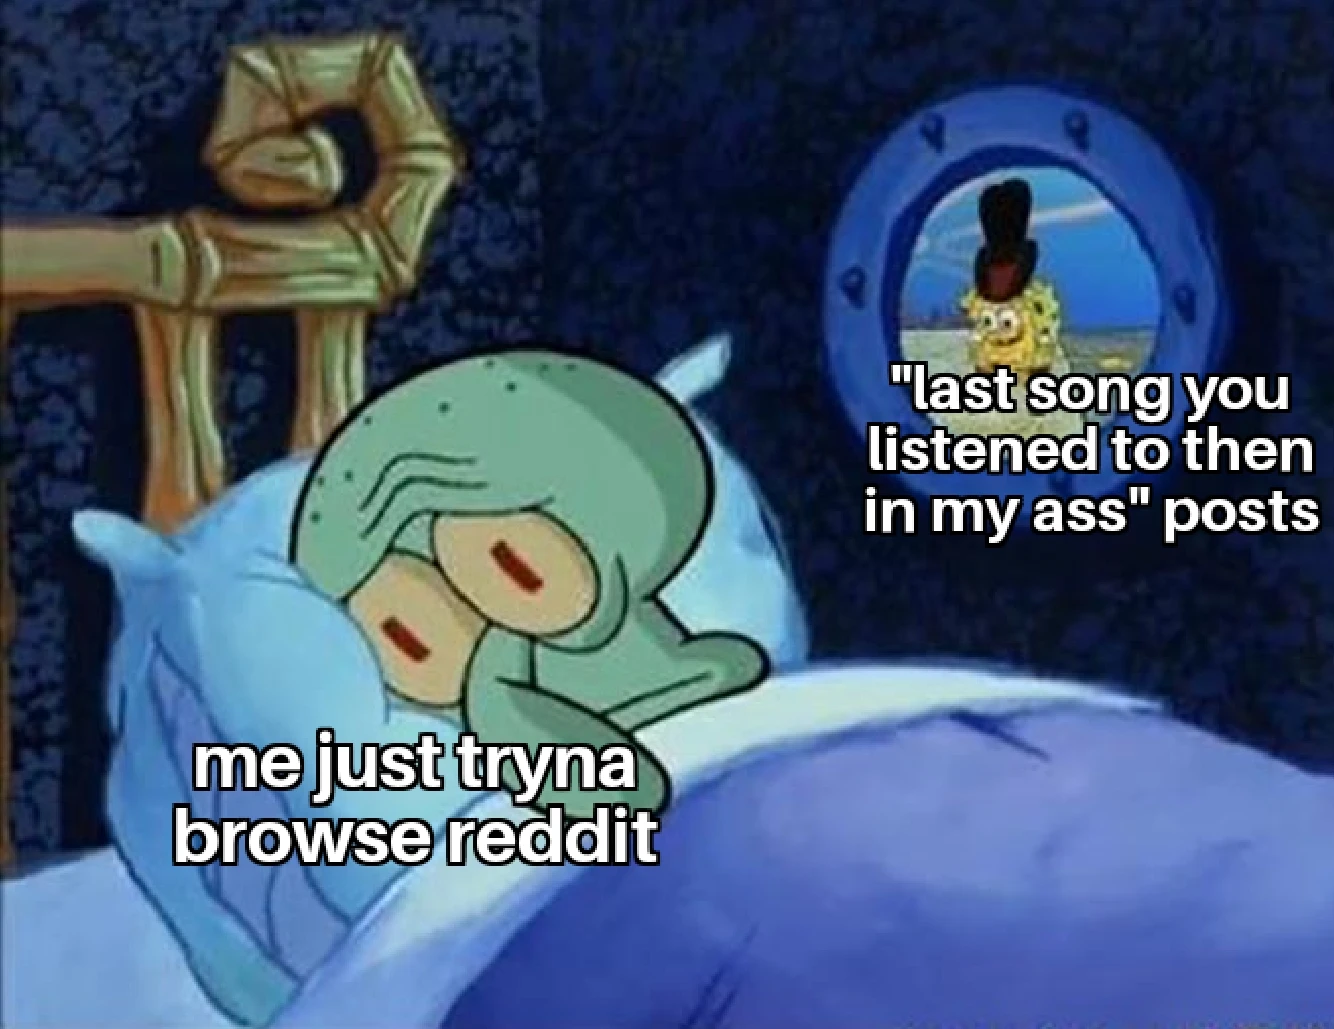 "last song you
listened to then
in my ass" posts
me just tryna
browse reddit